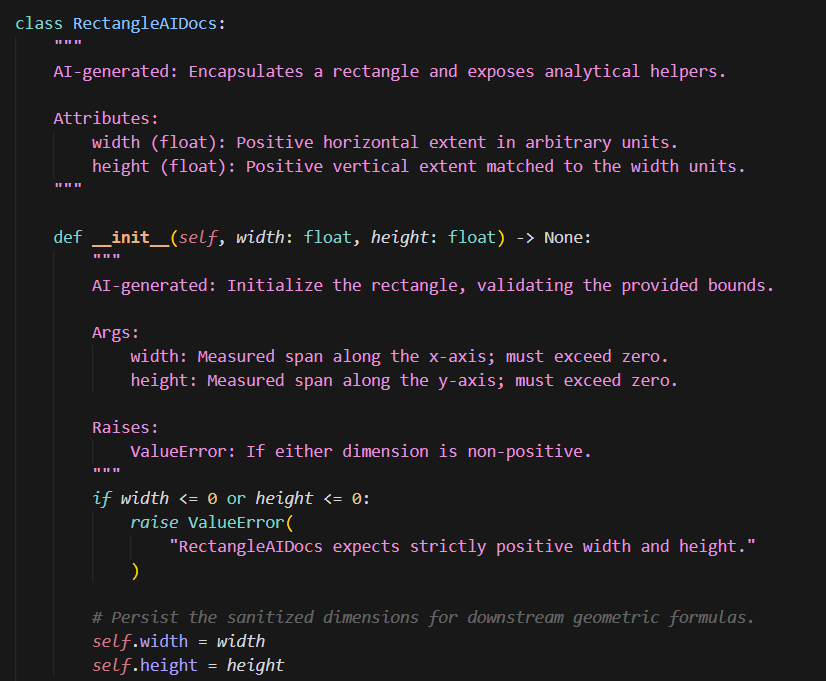 class RectangleAIDocs:
    """
    AI-generated: Encapsulates a rectangle and exposes analytical helpers.

    Attributes:
        width (float): Positive horizontal extent in arbitrary units.
        height (float): Positive vertical extent matched to the width units.
    """

    def __init__(self, width: float, height: float) -> None:
        """
        AI-generated: Initialize the rectangle, validating the provided bounds.

        Args:
            width: Measured span along the x-axis; must exceed zero.
            height: Measured span along the y-axis; must exceed zero.

        Raises:
            ValueError: If either dimension is non-positive.
        """
        if width <= 0 or height <= 0:
            raise ValueError(
                "RectangleAIDocs expects strictly positive width and height."
            )

        # Persist the sanitized dimensions for downstream geometric formulas.
        self.width = width
        self.height = height